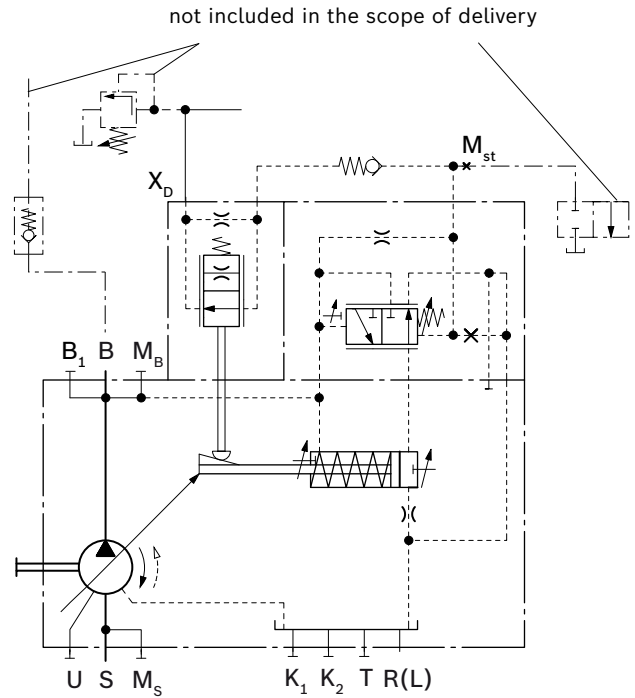 not included in the scope of delivery
M_st
X_D
B_1 B M_B
U S M_S K_1 K_2 T R(L)